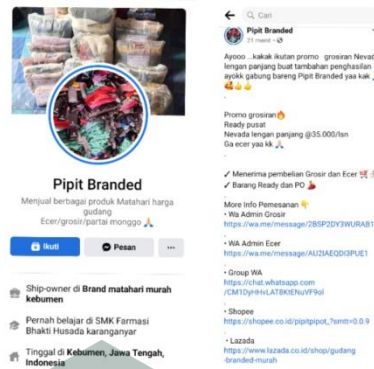 Pipit Branded
Menjual berbagai produk Matahari harga
gudang
Ecer/grosir/partai monggo 🙏
Ikuti
Pesan
Ship-owner di Brand matahari murah
kebumen
Pernah belajar di SMK Farmasi
Bhakti Husada karanganyar
Tinggal di Kebumen, Jawa Tengah,
Indonesia
Cari
Pipit Branded
21 menit
Ayooo ...kakak ikutan promo grosiran Nevad
lengan panjang buat tambahan penghasilan
ayokk gabung bareng Pipit Branded yaa kak
.
Promo grosiran🔥
Ready pusat
Nevada lengan panjang @35.000/lsn
Ga ecer yaa kk 🙏
.
✓ Menerima pembelian Grosir dan Ecer
✓ Barang Ready dan PO
.
More Info Pemesanan 👇
• Wa Admin Grosir
https://wa.me/message/2B5P2DY3WURAB1
.
• WA Admin Ecer
https://wa.me/message/AU2IAEQDI3PUE1
.
• Group WA
https://chat.whatsapp.com
/CM1DyHHvLAT8KtENuVF9ol
.
• Shopee
https://shopee.co.id/pipitpipot_?smtt=0.0.9
.
• Lazada
https://www.lazada.co.id/shop/gudang
-branded-murah